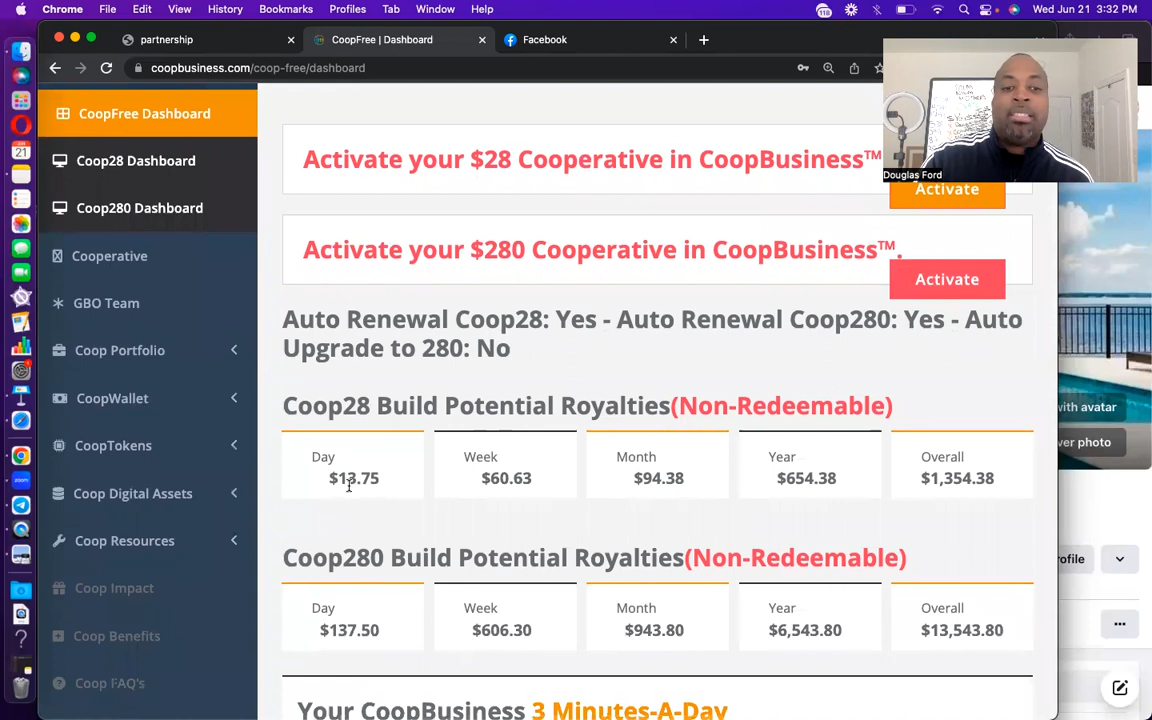 Chrome File Edit View History Bookmarks Profiles Tab Window Help
118
Wed Jun 21 3:32 PM
partnership
CoopFree | Dashboard
Facebook
coopbusiness.com/coop-free/dashboard
Douglas Ford
CoopFree Dashboard
Coop28 Dashboard
Coop280 Dashboard
Cooperative
GBO Team
Coop Portfolio
CoopWallet
CoopTokens
Coop Digital Assets
Coop Resources
Coop Impact
Coop Benefits
Coop FAQ's
Activate your $28 Cooperative in CoopBusiness™
Activate
Activate your $280 Cooperative in CoopBusiness™.
Activate
Auto Renewal Coop28: Yes - Auto Renewal Coop280: Yes - Auto
Upgrade to 280: No
Coop28 Build Potential Royalties(Non-Redeemable)
Day Week Month Year Overall
$13.75 $60.63 $94.38 $654.38 $1,354.38
Coop280 Build Potential Royalties(Non-Redeemable)
Day Week Month Year Overall
$137.50 $606.30 $943.80 $6,543.80 $13,543.80
Your CoopBusiness 3 Minutes-A-Day
with avatar
ver photo
ofile
21